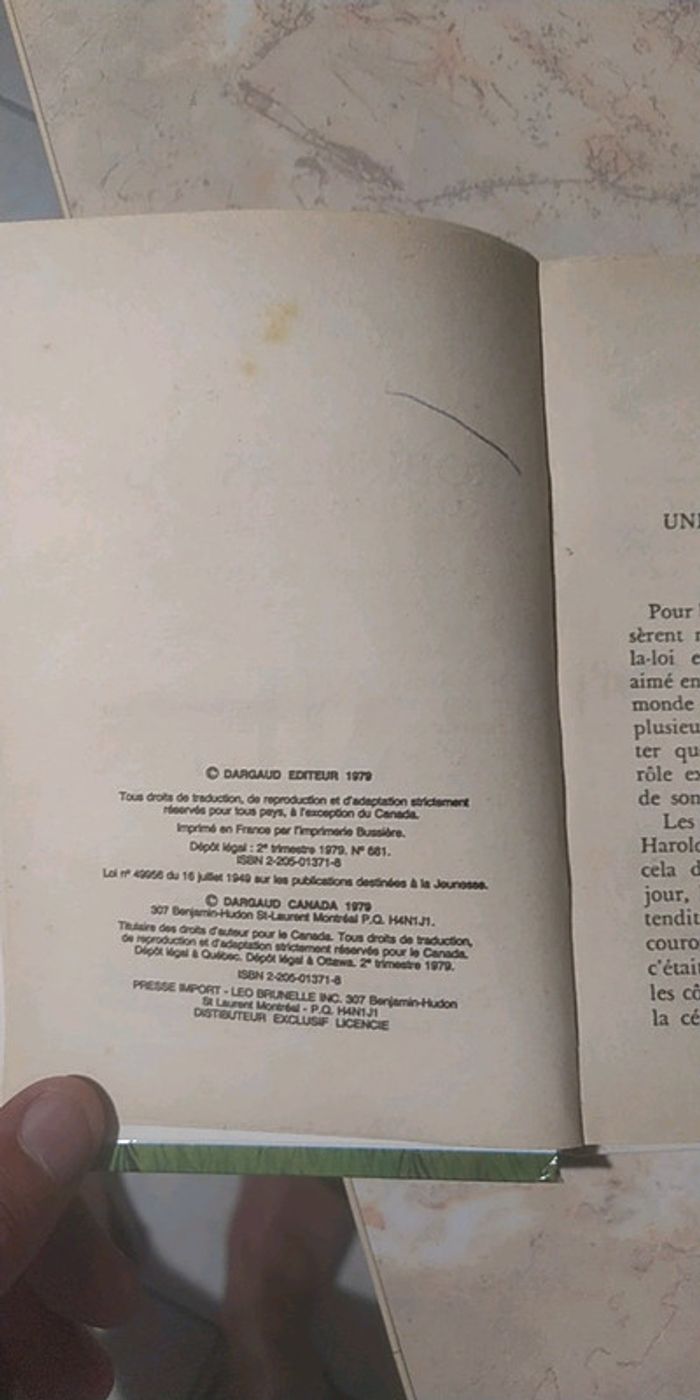 © DARGAUD EDITEUR 1979
Tous droits de traduction, de reproduction et d'adaptation strictement
réservés pour tous pays, à l'exception du Canada.
Imprimé en France par l'imprimerie Bussière.
Dépôt légal : 2e trimestre 1979. N° 681.
ISBN 2-205-01371-8
Loi n° 49956 du 16 juillet 1949 sur les publications destinées à la Jeunesse.
© DARGAUD CANADA 1979
307 Benjamin-Hudon St-Laurent Montréal P.Q. H4N1J1.
Titulaire des droits d'auteur pour le Canada. Tous droits de traduction,
de reproduction et d'adaptation strictement réservés pour le Canada.
Dépôt légal à Québec. Dépôt légal à Ottawa. 2e trimestre 1979.
ISBN 2-205-01371-8
PRESSE IMPORT - LEO BRUNELLE INC. 307 Benjamin-Hudon
St Laurent Montréal - P.Q. H4N1J1
DISTIBUTEUR EXCLUSIF LICENCIE
UN
Pour
sèrent
la-loi e
aimé en
monde
plusieu
ter qu
rôle ex
de son
Les
Harold
cela d
jour,
tendit
couro
c'était
les cô
la cé